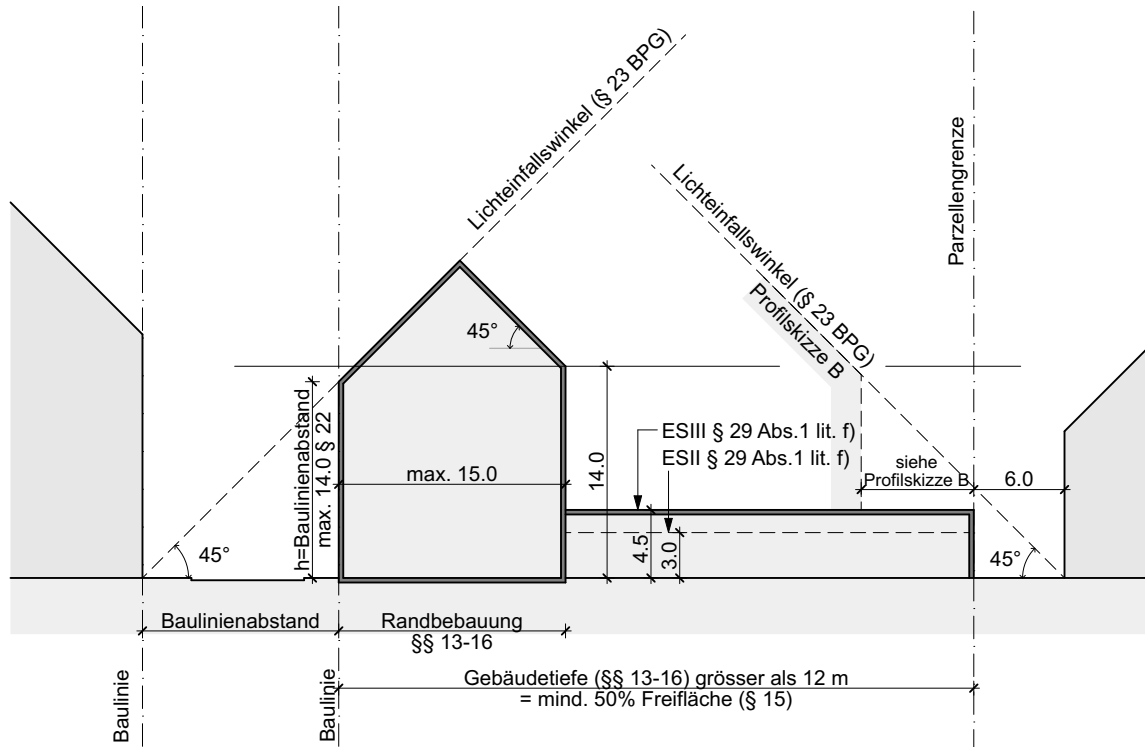 Lichteinfallswinkel (§ 23 BPG)
Lichteinfallswinkel (§ 23 BPG)
Profilskizze B
Parzellengrenze
45°
h=Baulinienabstand
max. 14.0 § 22
max. 15.0
14.0
ESIII § 29 Abs.1 lit. f)
ESII § 29 Abs.1 lit. f)
siehe
Profilskizze B
6.0
4.5
3.0
45°
45°
Baulinienabstand
Randbebauung
§§ 13-16
Gebäudetiefe (§§ 13-16) grösser als 12 m
= mind. 50% Freifläche (§ 15)
Baulinie
Baulinie